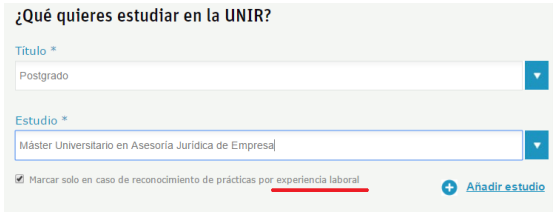 ¿Qué quieres estudiar en la UNIR?
Título *
Postgrado
Estudio *
Máster Universitario en Asesoría Jurídica de Empresa
Marcar solo en caso de reconocimiento de prácticas por experiencia laboral
Añadir estudio